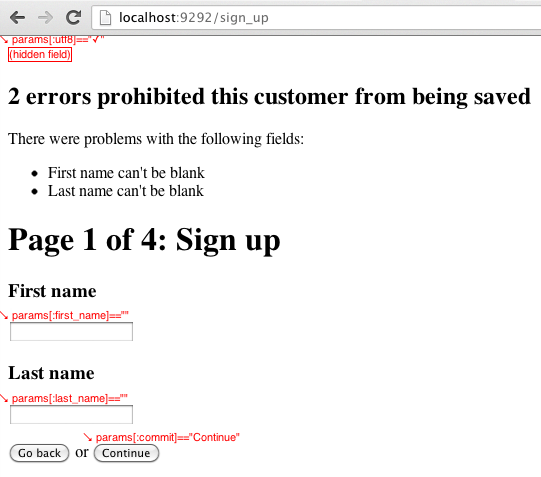 localhost:9292/sign_up
↘ params[:utf8]=="✓"
(hidden field)
2 errors prohibited this customer from being saved
There were problems with the following fields:
• First name can't be blank
• Last name can't be blank
Page 1 of 4: Sign up
First name
↘ params[:first_name]==""
Last name
↘ params[:last_name]==""
↘ params[:commit]=="Continue"
Go back or Continue